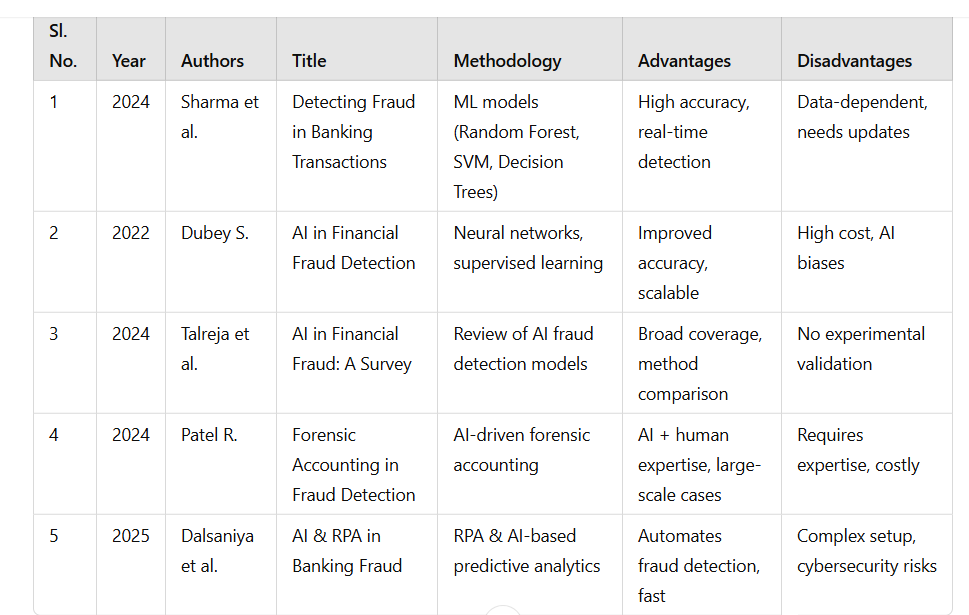 Sl.
No. Year Authors Title Methodology Advantages Disadvantages
1 2024 Sharma et Detecting Fraud ML models High accuracy, Data-dependent,
al. in Banking (Random Forest, real-time needs updates
Transactions SVM, Decision detection
Trees)
2 2022 Dubey S. AI in Financial Neural networks, Improved High cost, AI
Fraud Detection supervised learning accuracy, biases
scalable
3 2024 Talreja et AI in Financial Review of AI fraud Broad coverage, No experimental
al. Fraud: A Survey detection models method validation
comparison
4 2024 Patel R. Forensic AI-driven forensic AI + human Requires
Accounting in accounting expertise, large- expertise, costly
Fraud Detection scale cases
5 2025 Dalsaniya AI & RPA in RPA & AI-based Automates Complex setup,
et al. Banking Fraud predictive analytics fraud detection, cybersecurity risks
fast